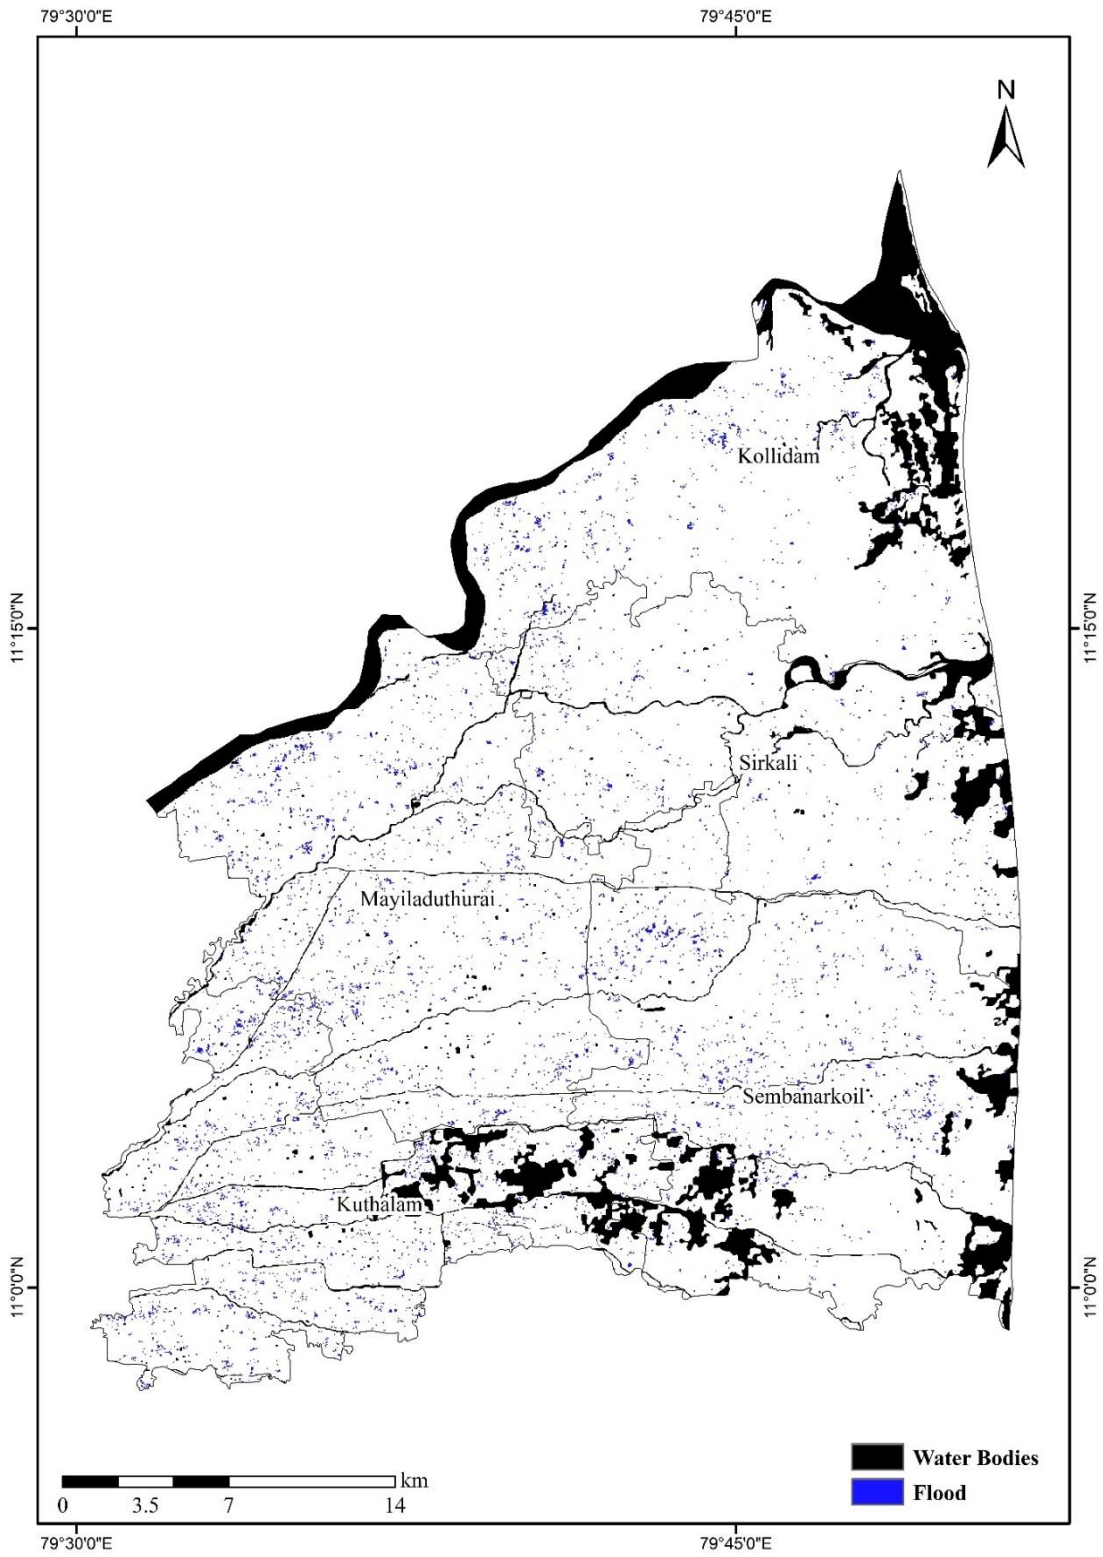 79°30'0"E 79°45'0"E
N
Kollidam
11°15'0"N 11°15'0"N
Sirkali
Mayiladuthurai
Sembanarkoil
Kuthalam
11°0'0"N 11°0'0"N
Water Bodies
km
Flood
0 3.5 7 14
79°30'0"E 79°45'0"E